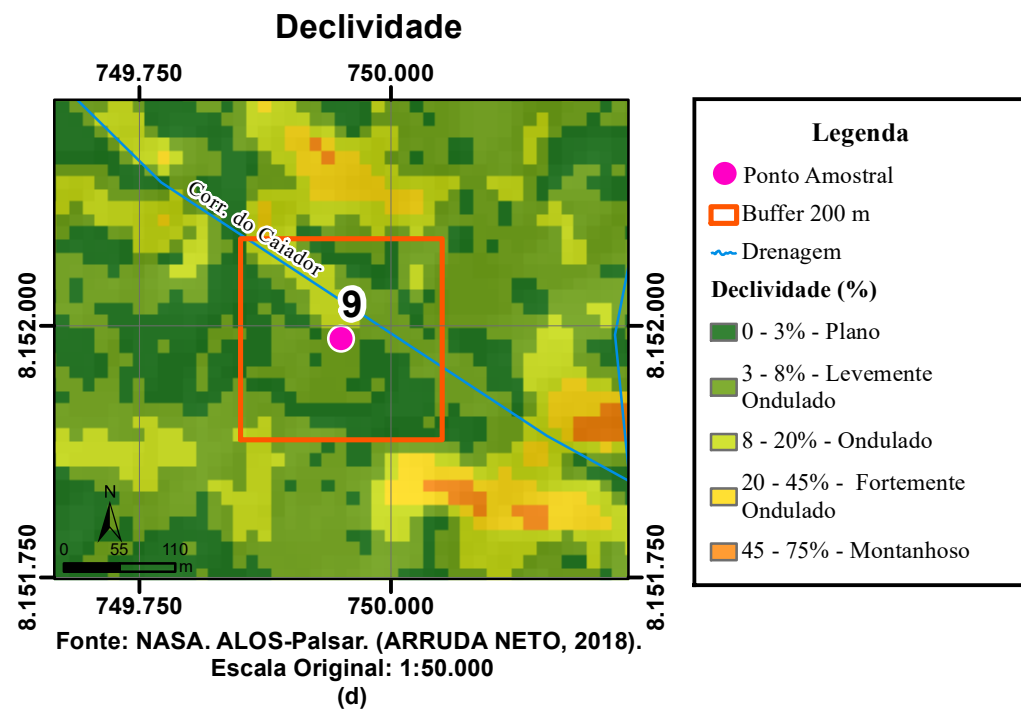 Declividade
749.750
750.000
8.152.000
8.152.000
8.151.750
8.151.750
Corr. do Caiador
9
N
0
55
110
m
749.750
750.000
Legenda
Ponto Amostral
Buffer 200 m
Drenagem
Declividade (%)
0 - 3% - Plano
3 - 8% - Levemente
Ondulado
8 - 20% - Ondulado
20 - 45% - Fortemente
Ondulado
45 - 75% - Montanhoso
Fonte: NASA. ALOS-Palsar. (ARRUDA NETO, 2018).
Escala Original: 1:50.000
(d)